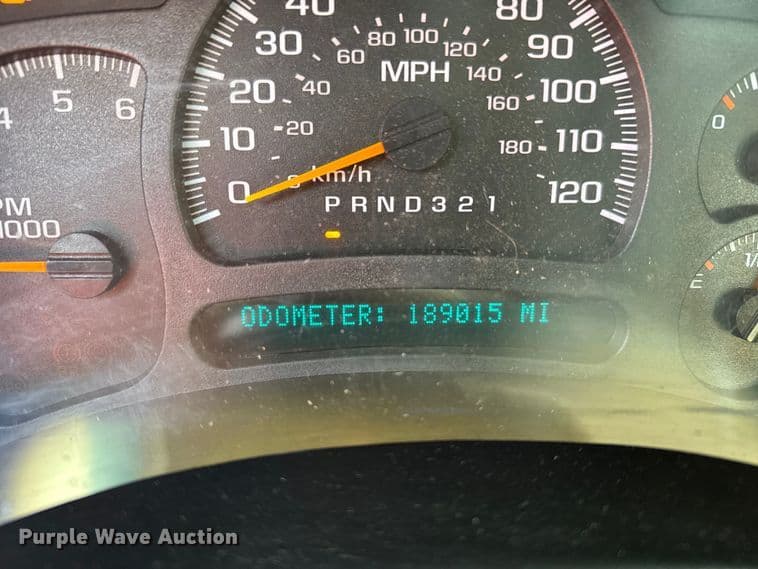 40 80
30 60 80 100 120 90
MPH 140
20 40 160 100
5 6
4
10 20 180 110
0 km/h 120
PRND321
PM
1000
0
ODOMETER: 189015 MI
Purple Wave Auction